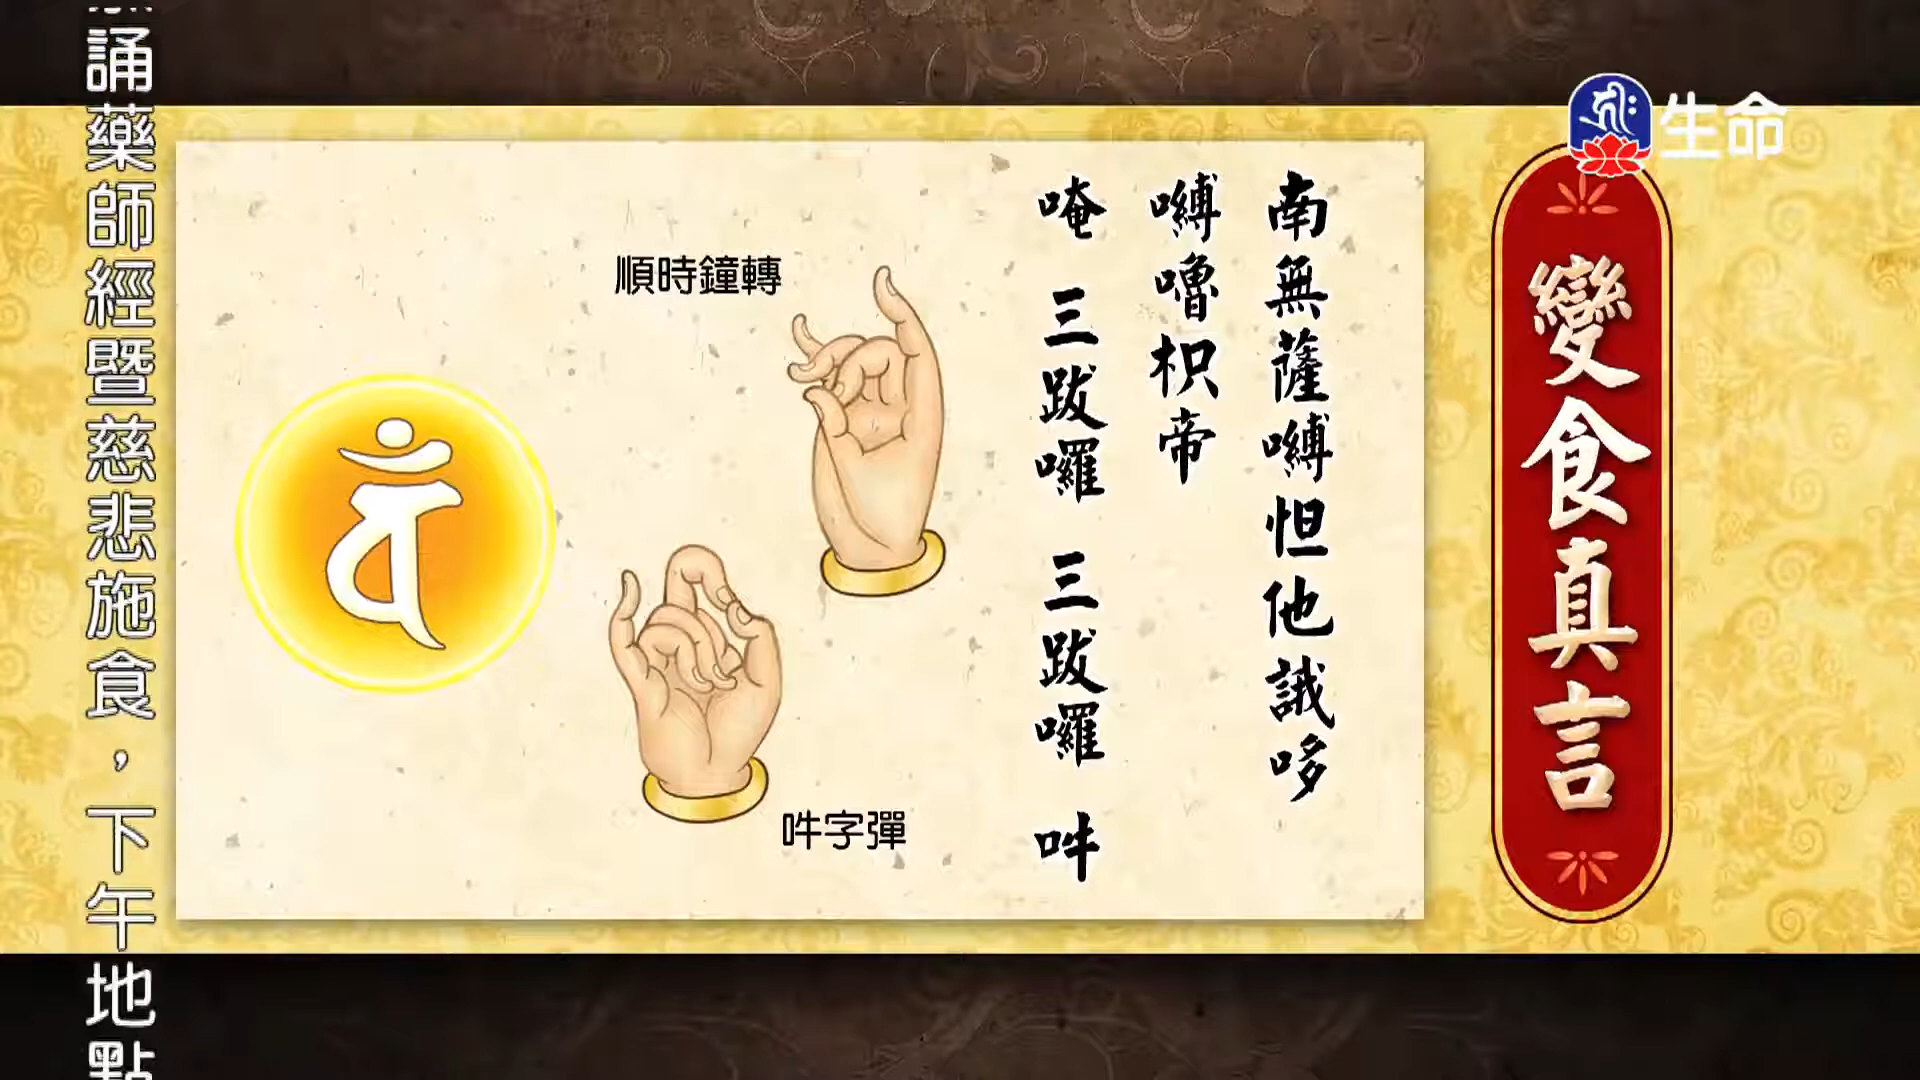 生命
變食真言
南無薩嚩怛他誐哆
嚩嚕枳帝
唵 三跋囉 三跋囉 吽
順時鐘轉
吽字彈
誦藥師經暨慈悲施食，下午地點